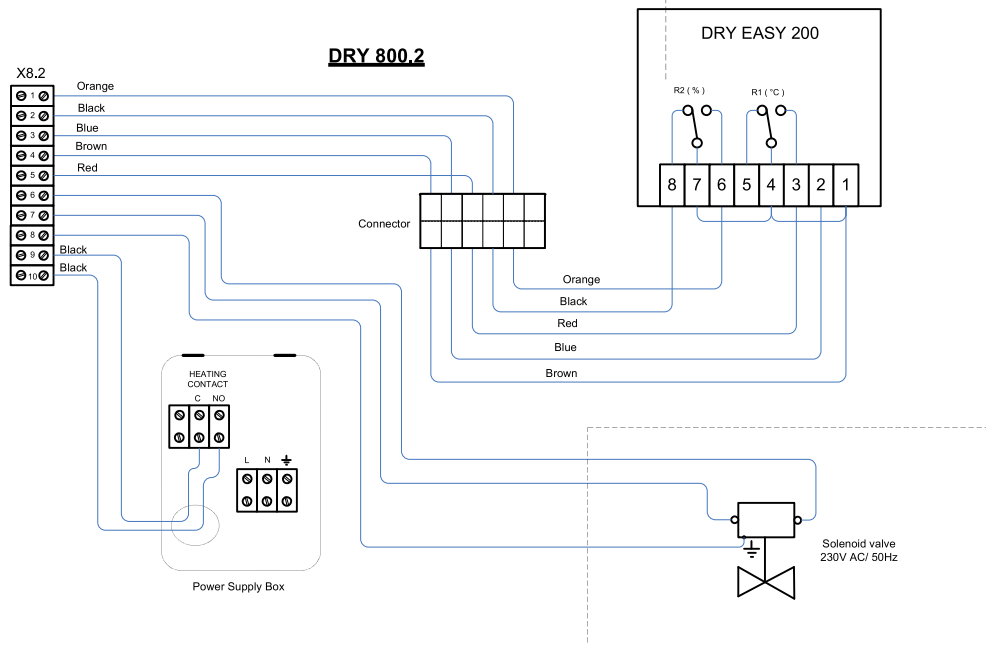 DRY 800.2
DRY EASY 200
X8.2
R2 ( % )
R1 ( °C )
1
Orange
2
Black
3
Blue
4
Brown
5
Red
6
7
8
9
Black
10
Black
8 7 6 5 4 3 2 1
Connector
Orange
Black
Red
Blue
Brown
HEATING
CONTACT
C NO
L N
Power Supply Box
Solenoid valve
230V AC/ 50Hz